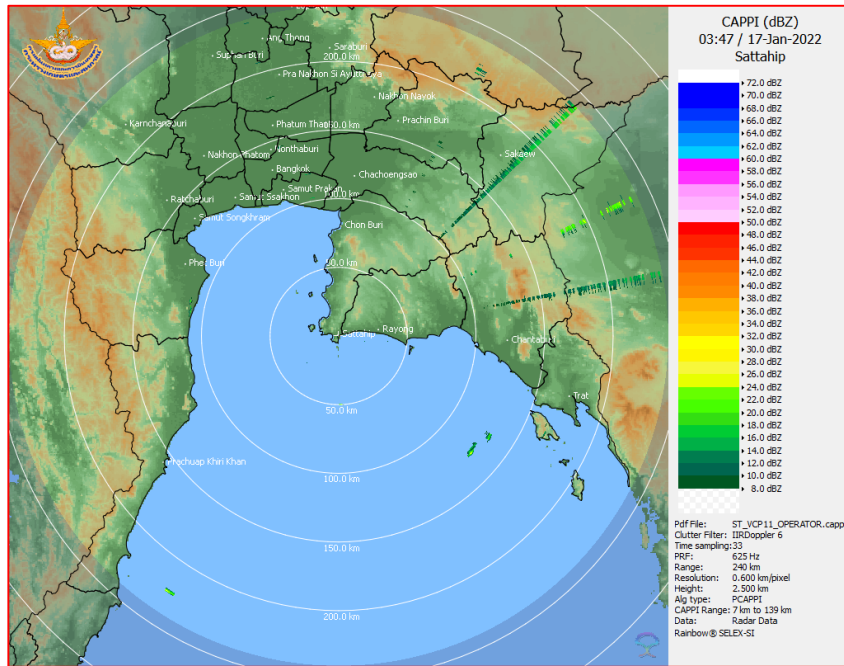 CAPPI (dBZ)
03:47 / 17-Jan-2022
Sattahip
72.0 dBZ
70.0 dBZ
68.0 dBZ
66.0 dBZ
64.0 dBZ
62.0 dBZ
60.0 dBZ
58.0 dBZ
56.0 dBZ
54.0 dBZ
52.0 dBZ
50.0 dBZ
48.0 dBZ
46.0 dBZ
44.0 dBZ
42.0 dBZ
40.0 dBZ
38.0 dBZ
36.0 dBZ
34.0 dBZ
32.0 dBZ
30.0 dBZ
28.0 dBZ
26.0 dBZ
24.0 dBZ
22.0 dBZ
20.0 dBZ
18.0 dBZ
16.0 dBZ
14.0 dBZ
12.0 dBZ
10.0 dBZ
8.0 dBZ
Pdf File: ST_VCP11_OPERATOR.capp
Clutter Filter: IIRDoppler 6
Time sampling:33
PRF: 625 Hz
Range: 240 km
Resolution: 0.600 km/pixel
Height: 2.500 km
Alg type: PCAPPI
CAPPI Range: 7 km to 139 km
Data: Radar Data
Rainbow® SELEX-SI
Ang Thong
Saraburi
Suphan Buri
200.0 km
Pra Nakhon Si Ayutthaya
Nakhon Nayok
Karnchanaburi
Phatum Thani
Prachin Buri
Nonthaburi
Nakhon Phatom
Sakaew
Bangkok
Chachoengsao
Samut Prakan
Ratchaburi
Samut Songkhram
Chon Buri
Rayong
Sattahip
Trat
50.0 km
Prachuap Khiri Khan
100.0 km
150.0 km
200.0 km